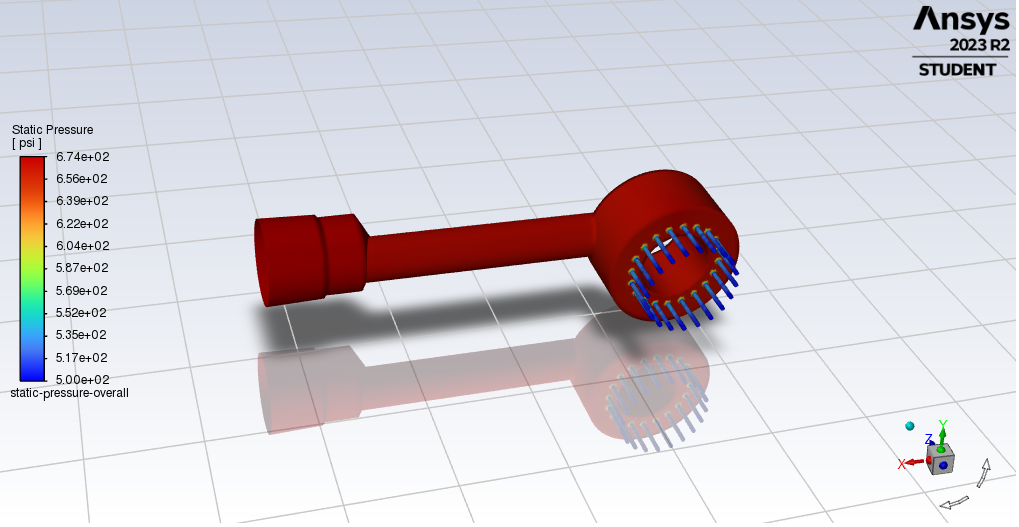 Ansys
2023 R2
STUDENT
Static Pressure
[ psi ]
6.74e+02
6.56e+02
6.39e+02
6.22e+02
6.04e+02
5.87e+02
5.69e+02
5.52e+02
5.35e+02
5.17e+02
5.00e+02
static-pressure-overall
Y
Z
X